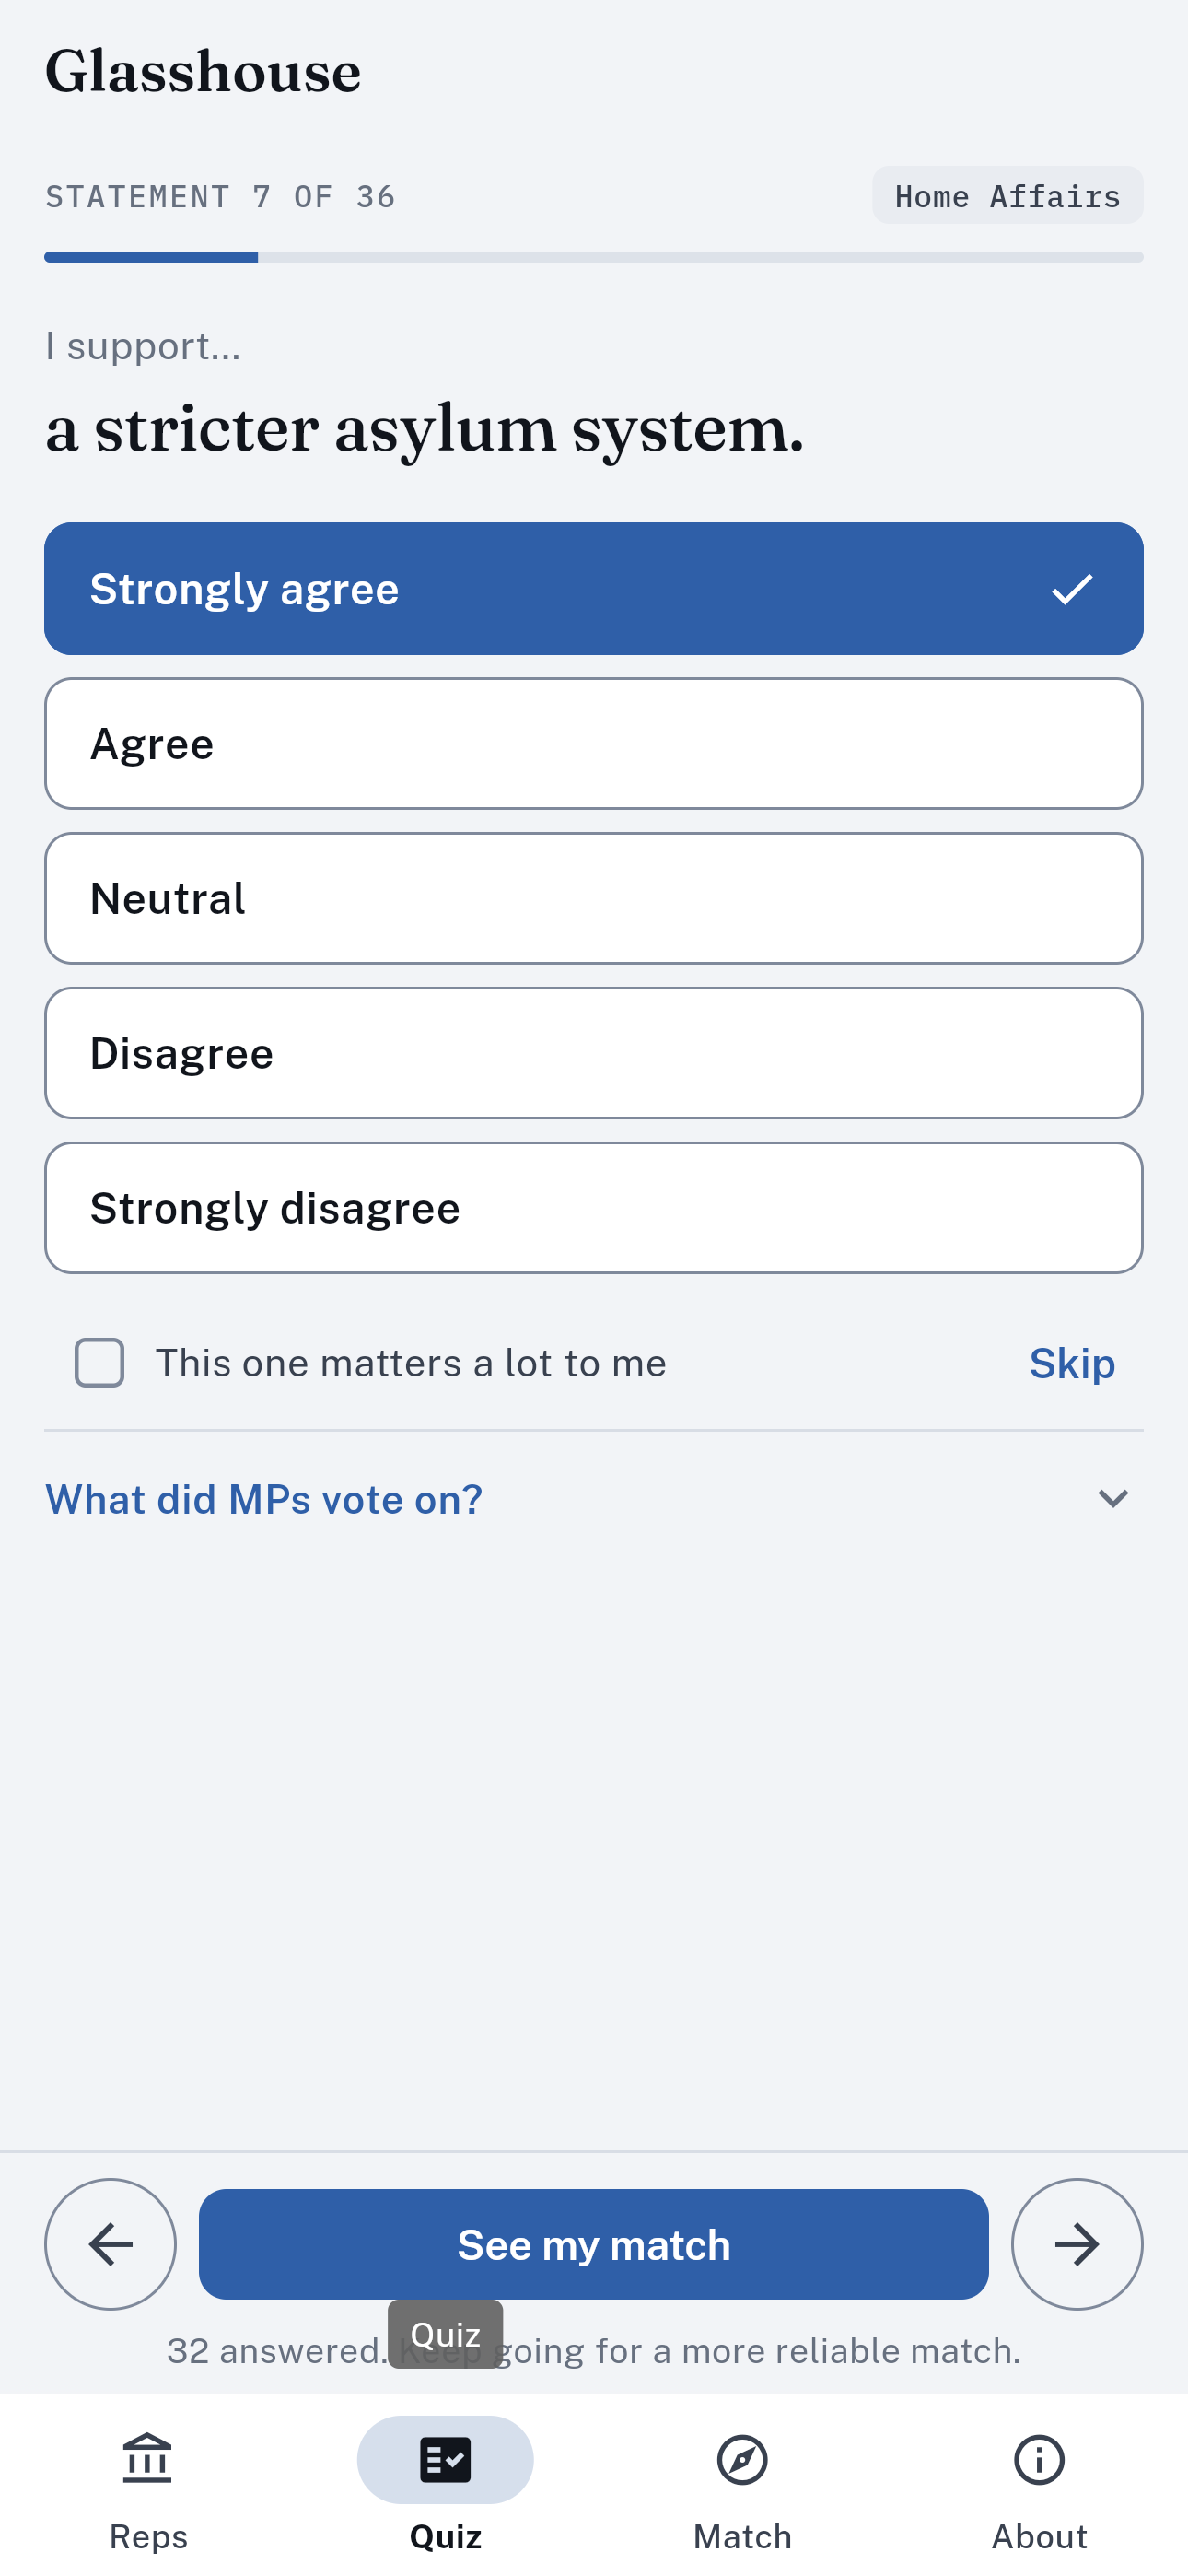 Glasshouse
STATEMENT 7 OF 36
Home Affairs
I support...
a stricter asylum system.
Strongly agree
Agree
Neutral
Disagree
Strongly disagree
This one matters a lot to me
Skip
What did MPs vote on?
See my match
Quiz
32 answered. Keep going for a more reliable match.
Reps
Quiz
Match
About